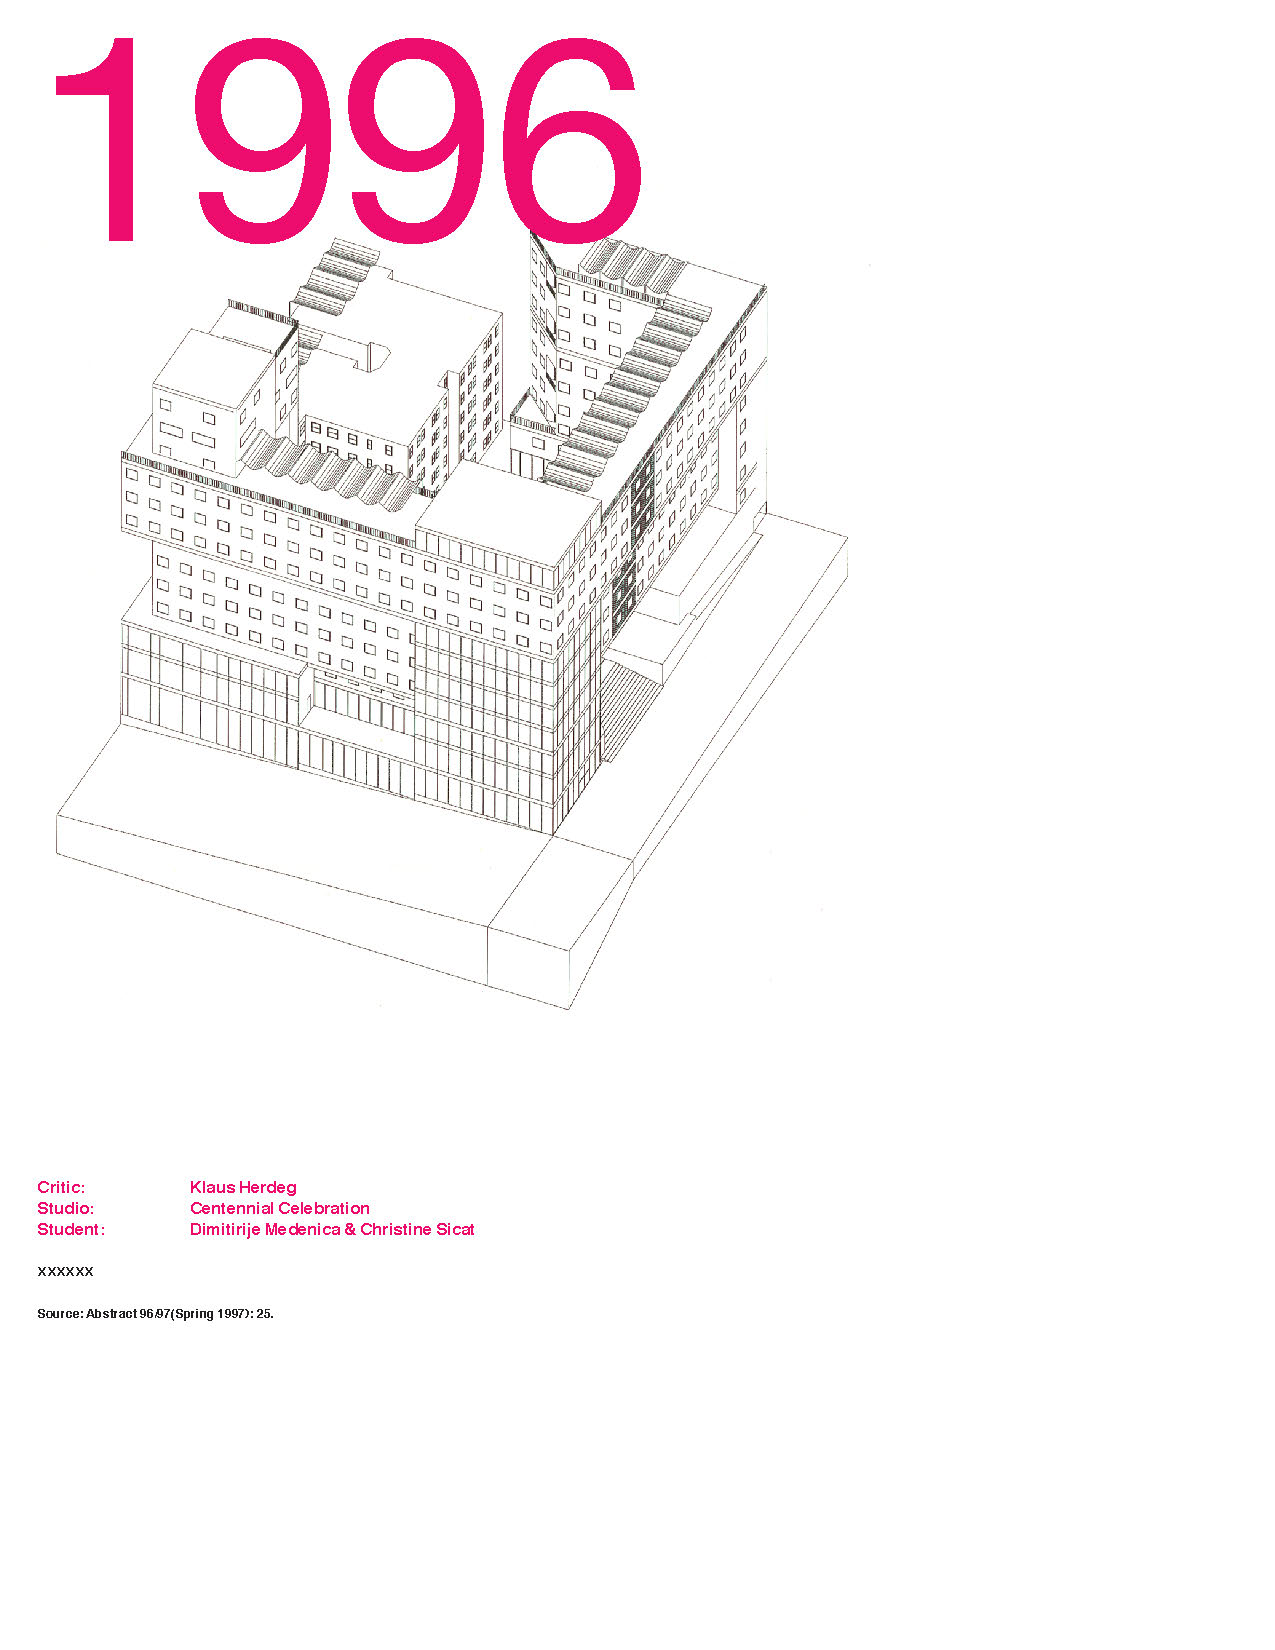 1996
Critic: Klaus Herdeg
Studio: Centennial Celebration
Student: Dimitirije Medenica & Christine Sicat
xxxxxx
Source: Abstract 96/97(Spring 1997): 25.